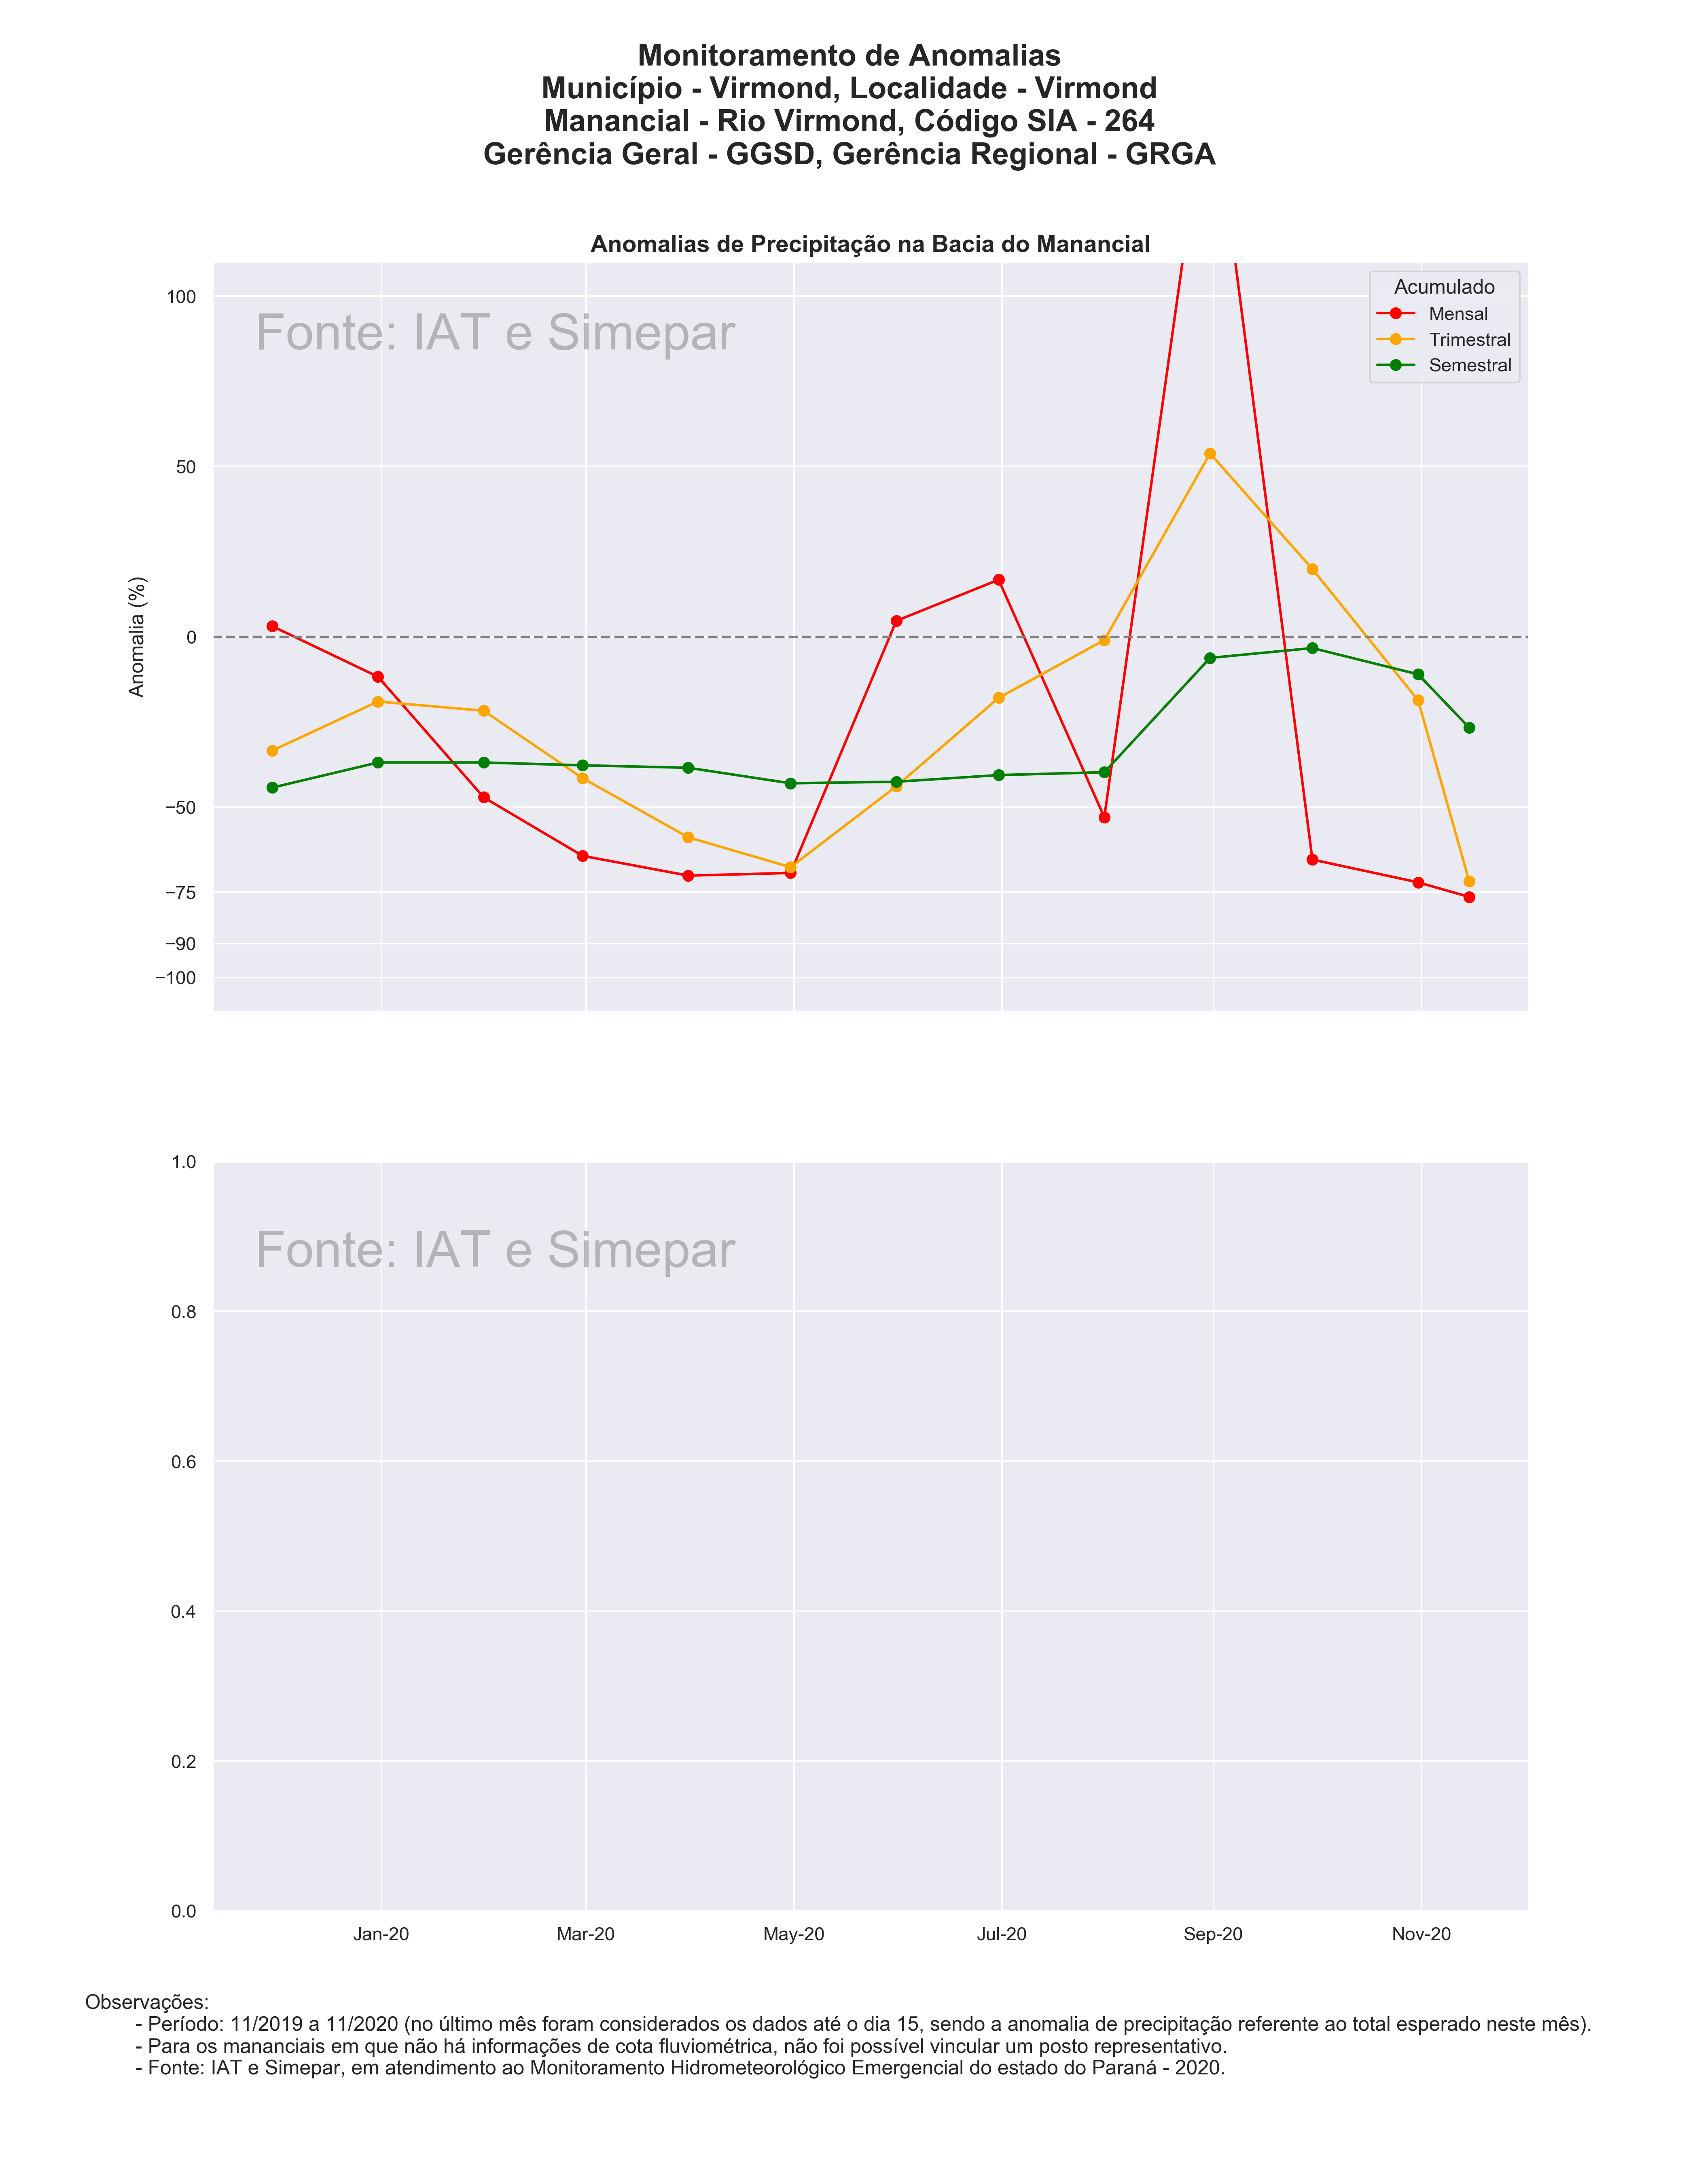 Monitoramento de Anomalias
Município - Virmond, Localidade - Virmond
Manancial - Rio Virmond, Código SIA - 264
Gerência Geral - GGSD, Gerência Regional - GRGA
Anomalias de Precipitação na Bacia do Manancial
Fonte: IAT e Simepar
Acumulado
Mensal
Trimestral
Semestral
Anomalia (%)
100
50
0
−50
−75
−90
−100
Fonte: IAT e Simepar
1.0
0.8
0.6
0.4
0.2
0.0
Jan-20 Mar-20 May-20 Jul-20 Sep-20 Nov-20
Observações:
- Período: 11/2019 a 11/2020 (no último mês foram considerados os dados até o dia 15, sendo a anomalia de precipitação referente ao total esperado neste mês).
- Para os mananciais em que não há informações de cota fluviométrica, não foi possível vincular um posto representativo.
- Fonte: IAT e Simepar, em atendimento ao Monitoramento Hidrometeorológico Emergencial do estado do Paraná - 2020.